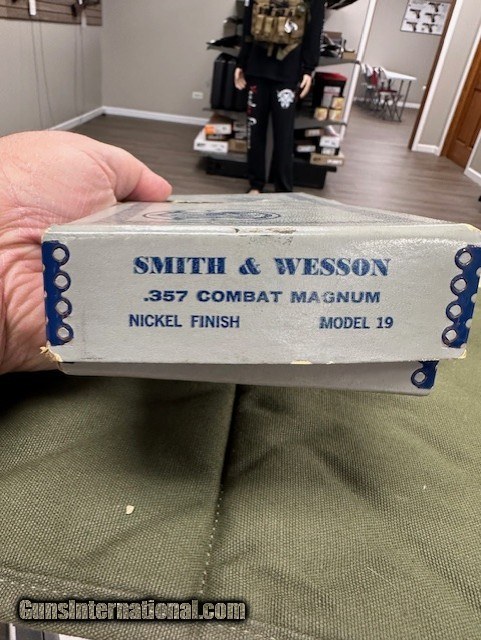 SMITH & WESSON
.357 COMBAT MAGNUM
NICKEL FINISH MODEL 19
GunsInternational.com